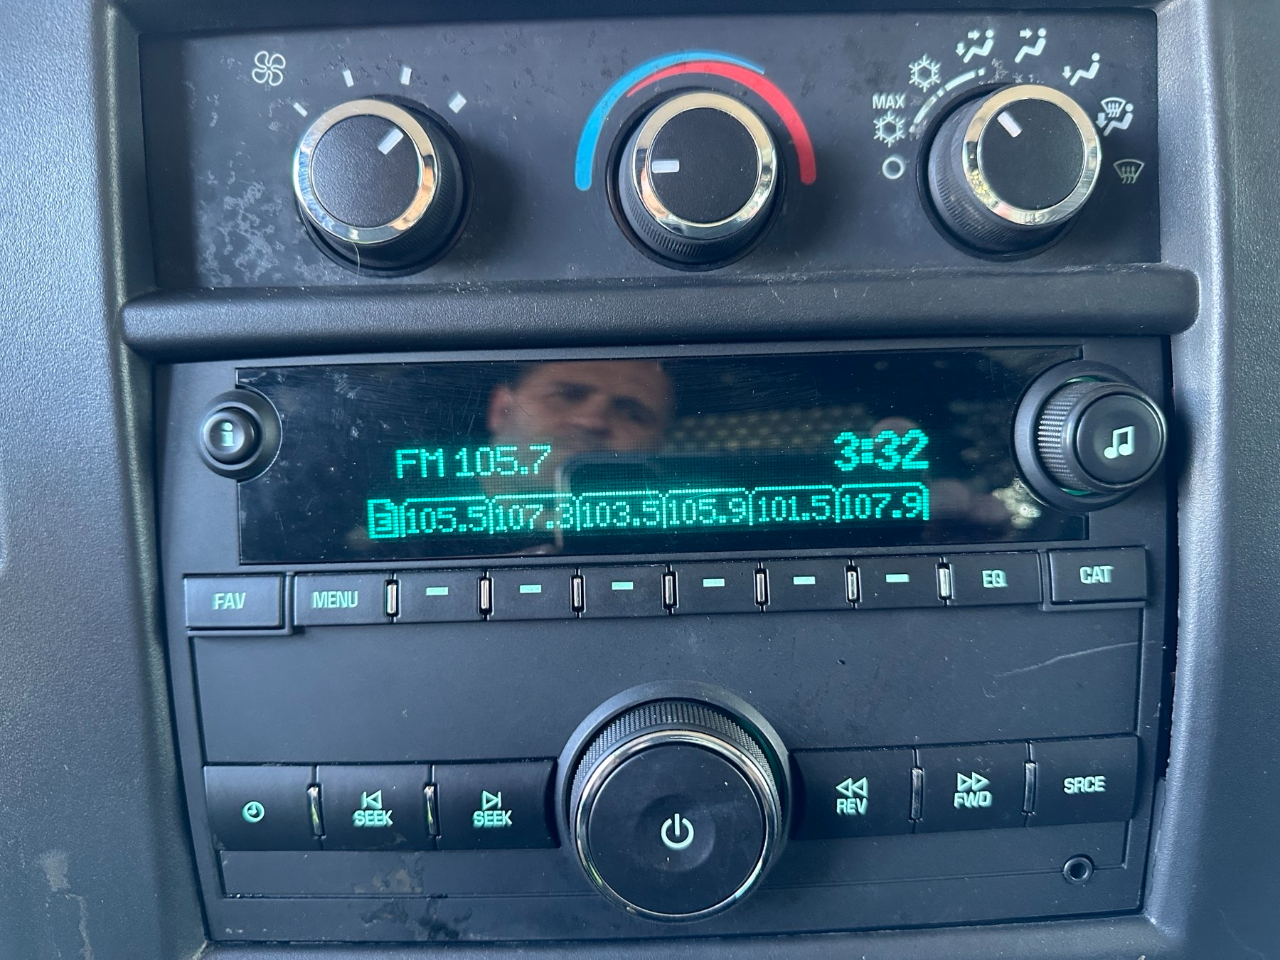 MAX
i
FM 105.7 3:32
3 105.5 107.3 103.5 105.9 101.5 107.9
FAV MENU EQ CAT
SEEK SEEK REV FWD SRCE